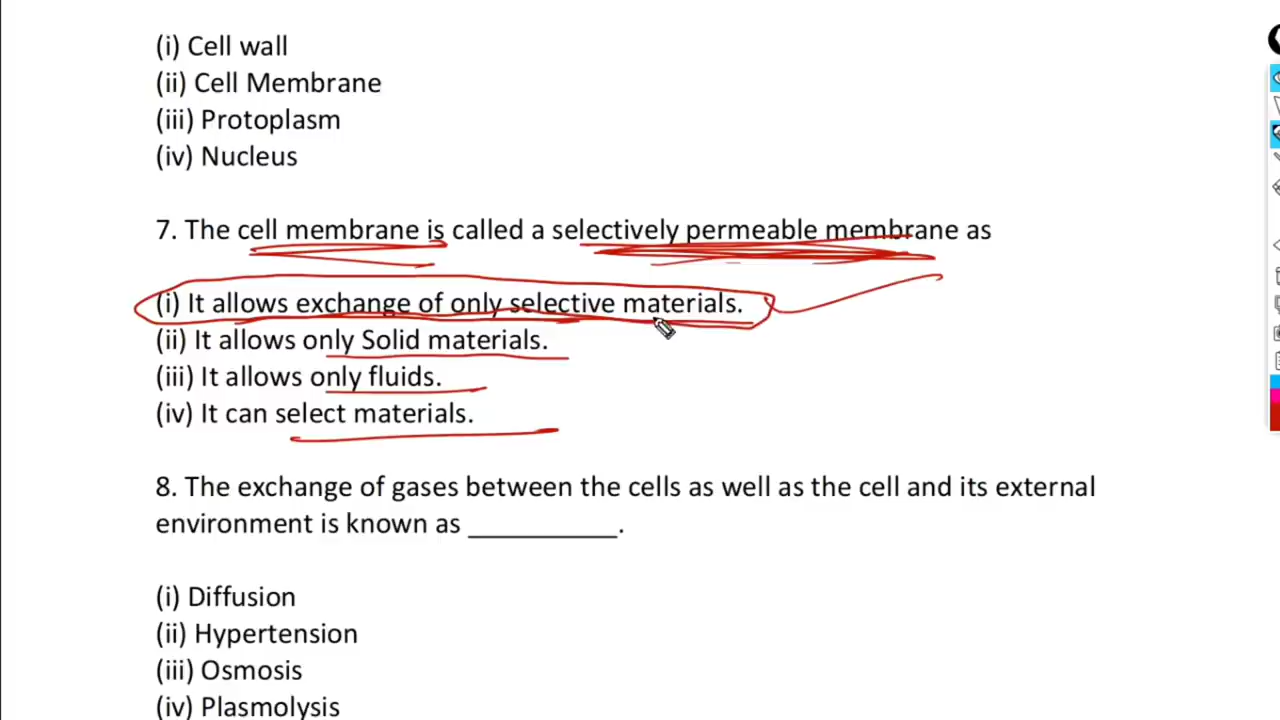 (i) Cell wall
(ii) Cell Membrane
(iii) Protoplasm
(iv) Nucleus
7. The cell membrane is called a selectively permeable membrane as
(i) It allows exchange of only selective materials.
(ii) It allows only Solid materials.
(iii) It allows only fluids.
(iv) It can select materials.
8. The exchange of gases between the cells as well as the cell and its external
environment is known as ___________.
(i) Diffusion
(ii) Hypertension
(iii) Osmosis
(iv) Plasmolysis